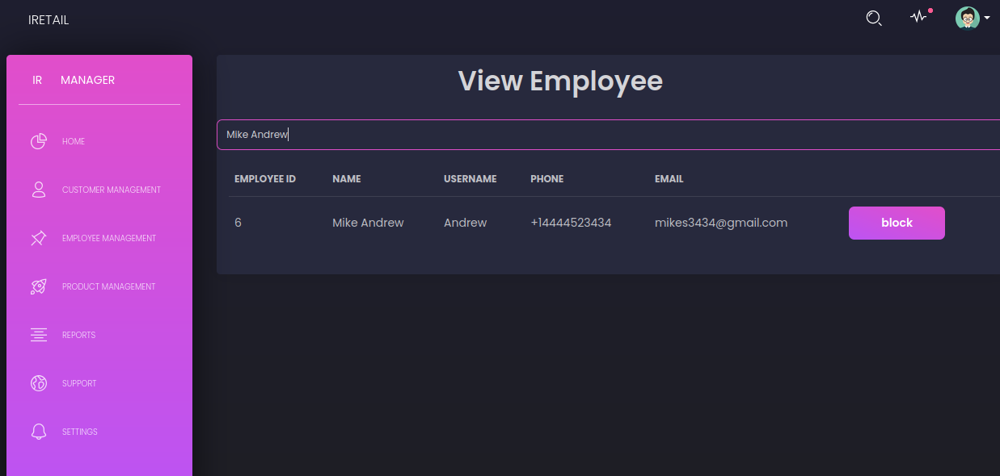 IRETAIL
IR MANAGER
HOME
CUSTOMER MANAGEMENT
EMPLOYEE MANAGEMENT
PRODUCT MANAGEMENT
REPORTS
SUPPORT
SETTINGS
View Employee
Mike Andrew
EMPLOYEE ID NAME USERNAME PHONE EMAIL
6 Mike Andrew Andrew +14444523434 mikes3434@gmail.com block